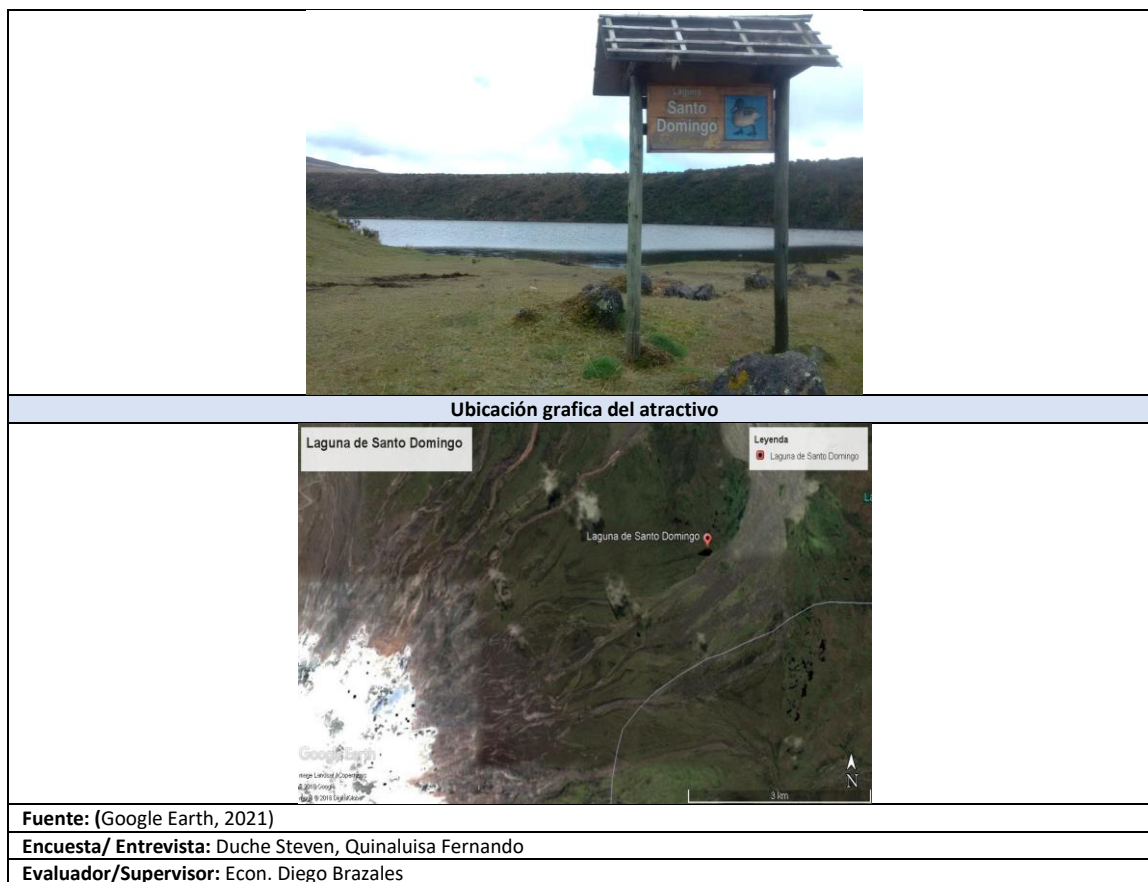 Laguna
Santo
Domingo
Ubicación grafica del atractivo
Laguna de Santo Domingo
Leyenda
Laguna de Santo Domingo
Laguna de Santo Domingo
Google Earth
N
3 km
Fuente: (Google Earth, 2021)
Encuesta/ Entrevista: Duche Steven, Quinaluisa Fernando
Evaluador/Supervisor: Econ. Diego Brazales